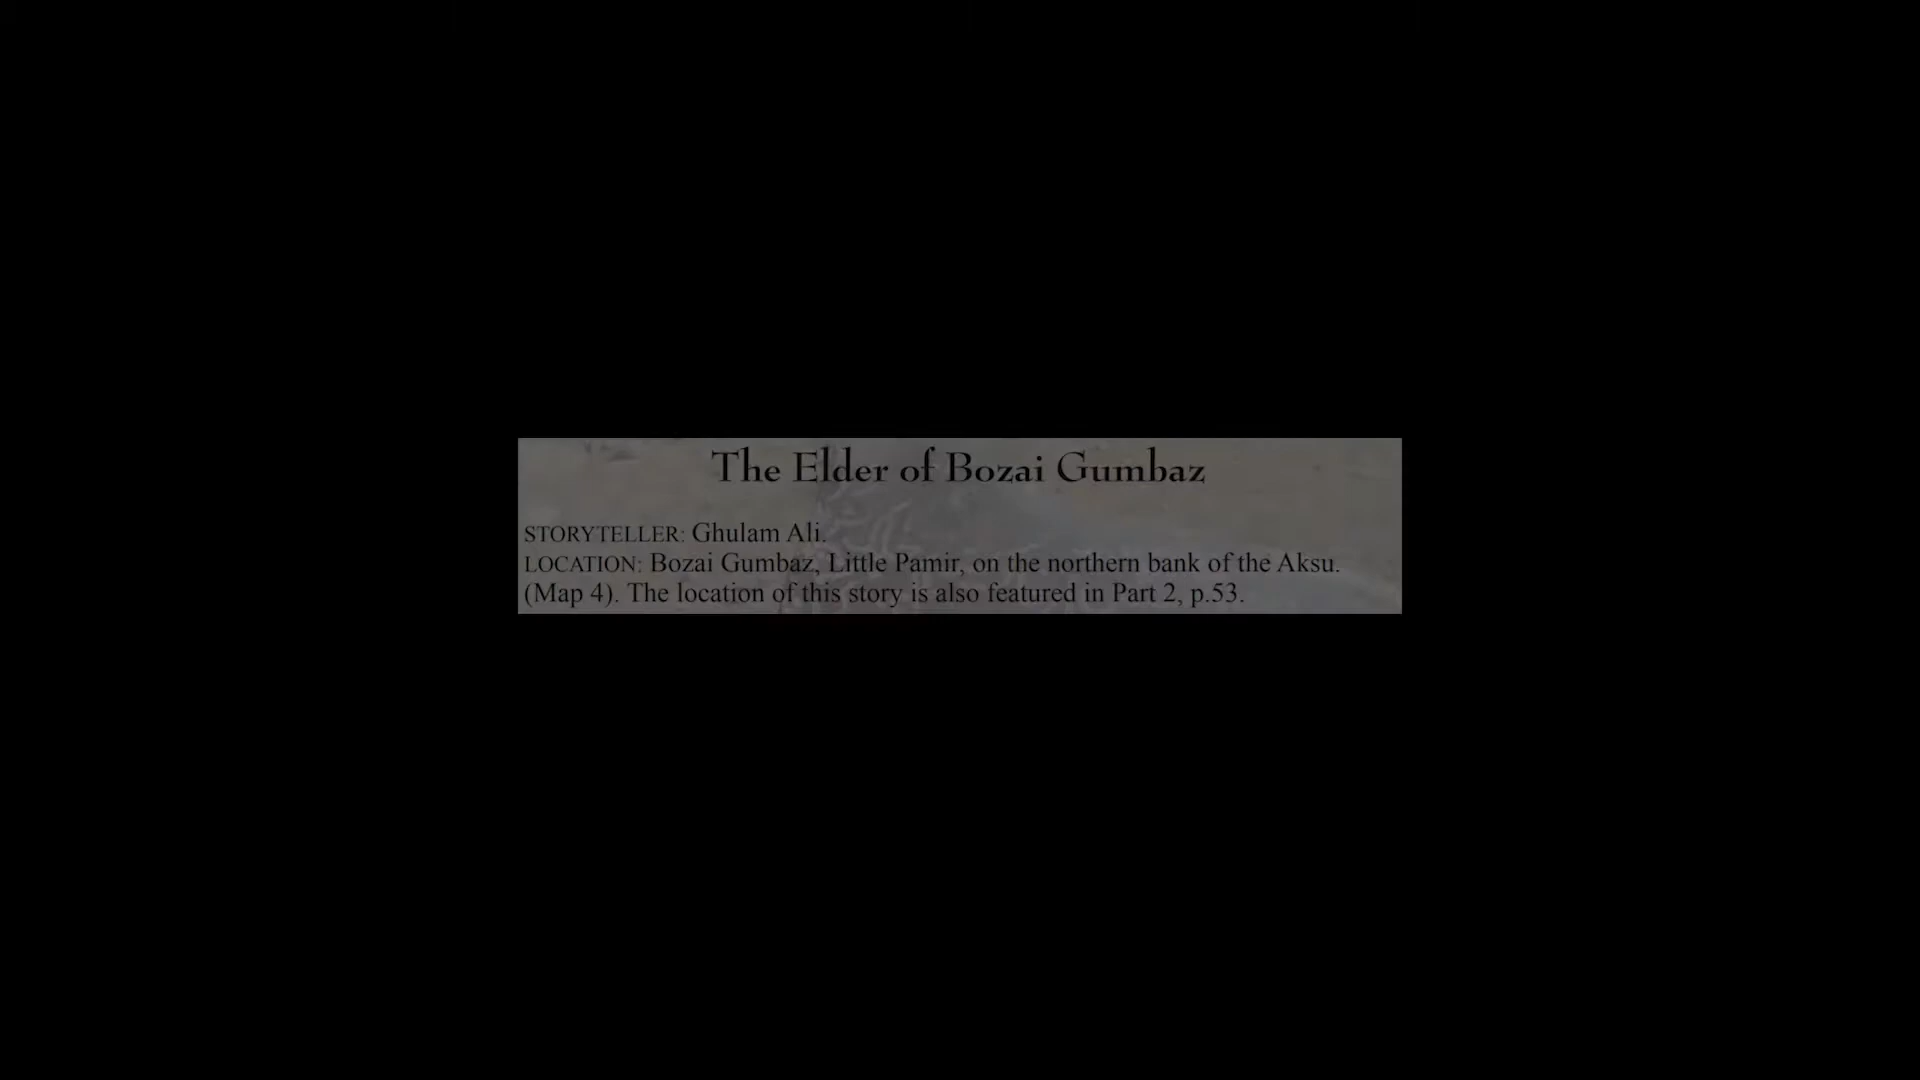 The Elder of Bozai Gumbaz
STORYTELLER: Ghulam Ali.
LOCATION: Bozai Gumbaz, Little Pamir, on the northern bank of the Aksu.
(Map 4). The location of this story is also featured in Part 2, p.53.